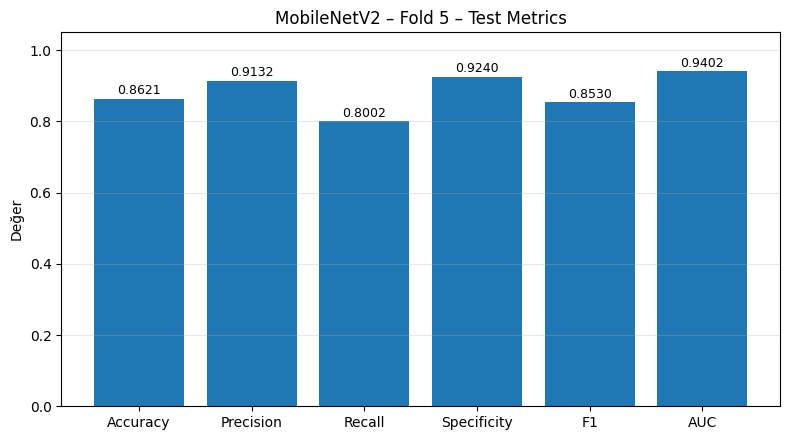 MobileNetV2 – Fold 5 – Test Metrics
Değer
1.0
0.8
0.6
0.4
0.2
0.0
0.8621
0.9132
0.8002
0.9240
0.8530
0.9402
Accuracy
Precision
Recall
Specificity
F1
AUC